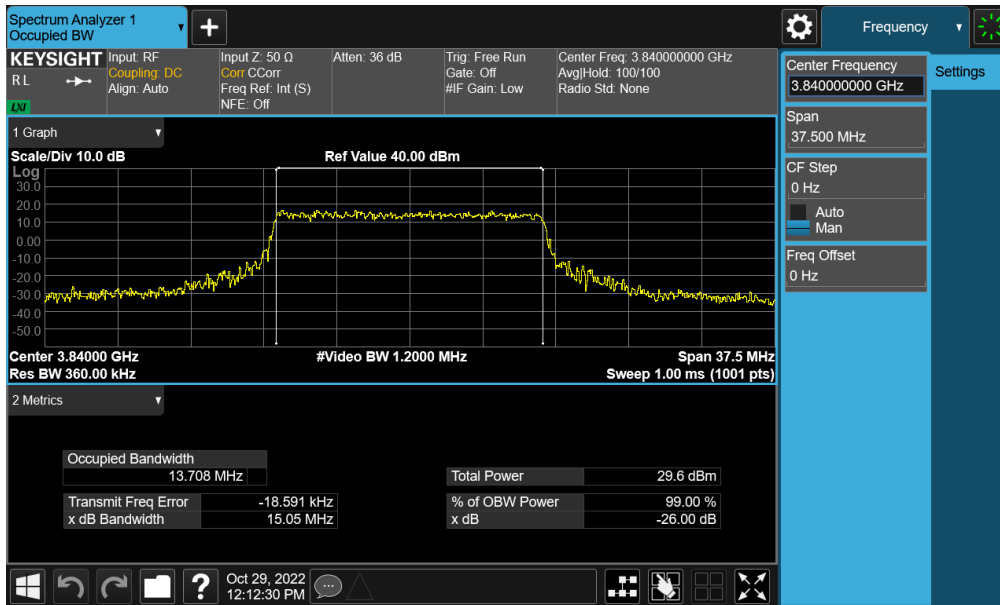 Spectrum Analyzer 1
Occupied BW
Frequency
KEYSIGHT
R L
LXI
Input: RF
Coupling: DC
Align: Auto
Input Z: 50 Ω
Corr CCorr
Freq Ref: Int (S)
NFE: Off
Atten: 36 dB
Trig: Free Run
Gate: Off
#IF Gain: Low
Center Freq: 3.840000000 GHz
Avg|Hold: 100/100
Radio Std: None
Center Frequency
3.840000000 GHz
Settings
Span
37.500 MHz
CF Step
0 Hz
Auto
Man
Freq Offset
0 Hz
1 Graph
Scale/Div 10.0 dB
Ref Value 40.00 dBm
Log
30.0
20.0
10.0
0.00
-10.0
-20.0
-30.0
-40.0
-50.0
Center 3.84000 GHz
#Video BW 1.2000 MHz
Span 37.5 MHz
Res BW 360.00 kHz
Sweep 1.00 ms (1001 pts)
2 Metrics
Occupied Bandwidth
13.708 MHz
Total Power
29.6 dBm
Transmit Freq Error
-18.591 kHz
% of OBW Power
99.00 %
x dB Bandwidth
15.05 MHz
x dB
-26.00 dB
Oct 29, 2022
12:12:30 PM